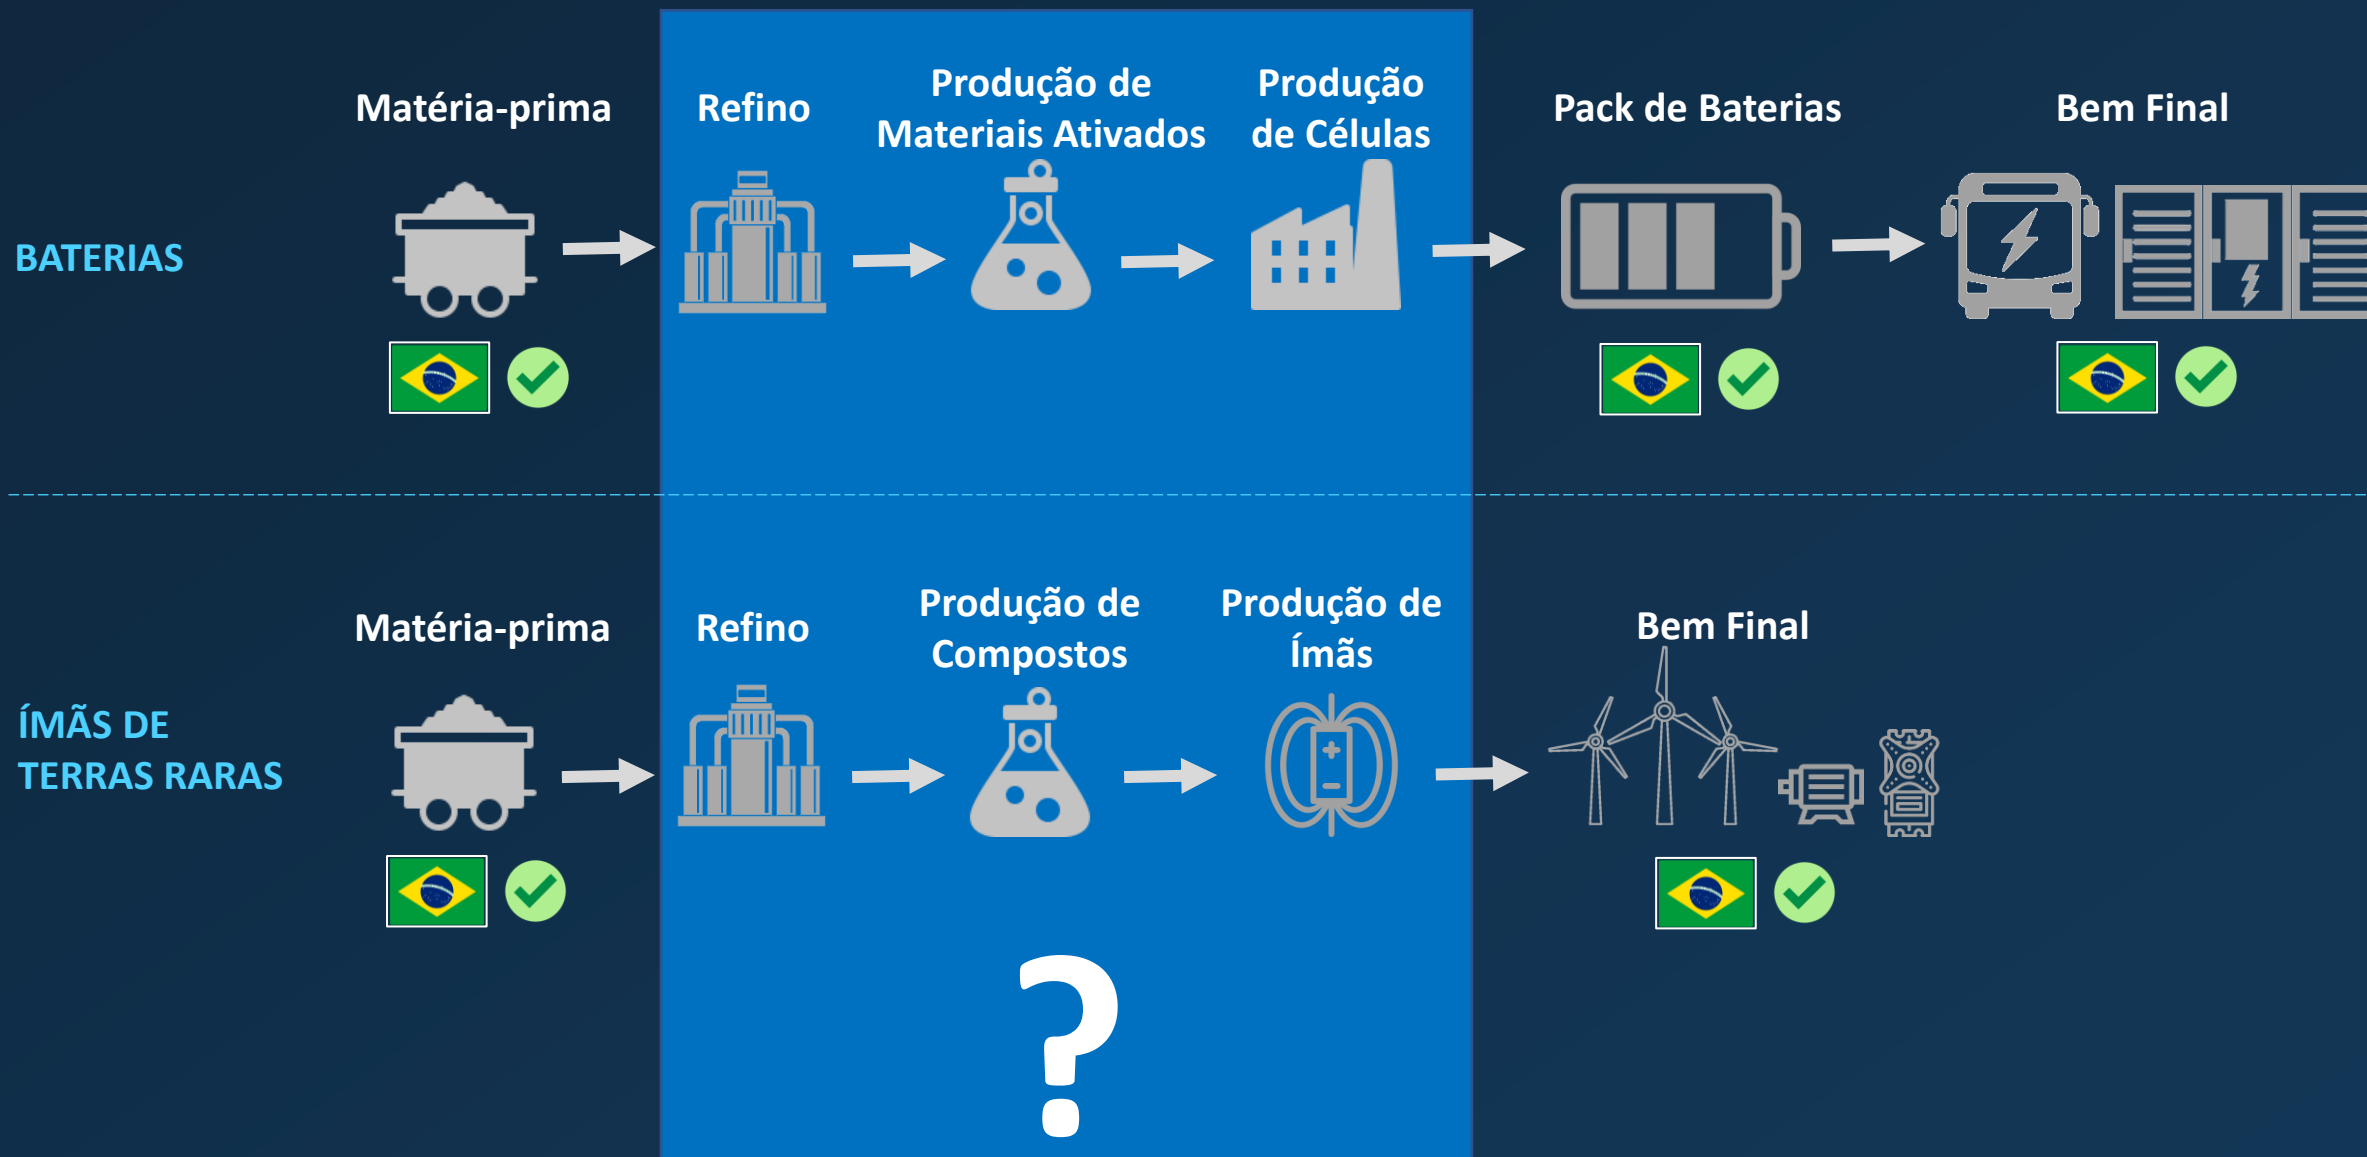 Matéria-prima
Refino
Produção de
Materiais Ativados
Produção
de Células
Pack de Baterias
Bem Final
BATERIAS
Matéria-prima
Refino
Produção de
Compostos
Produção de
Ímãs
Bem Final
ÍMÃS DE
TERRAS RARAS
?